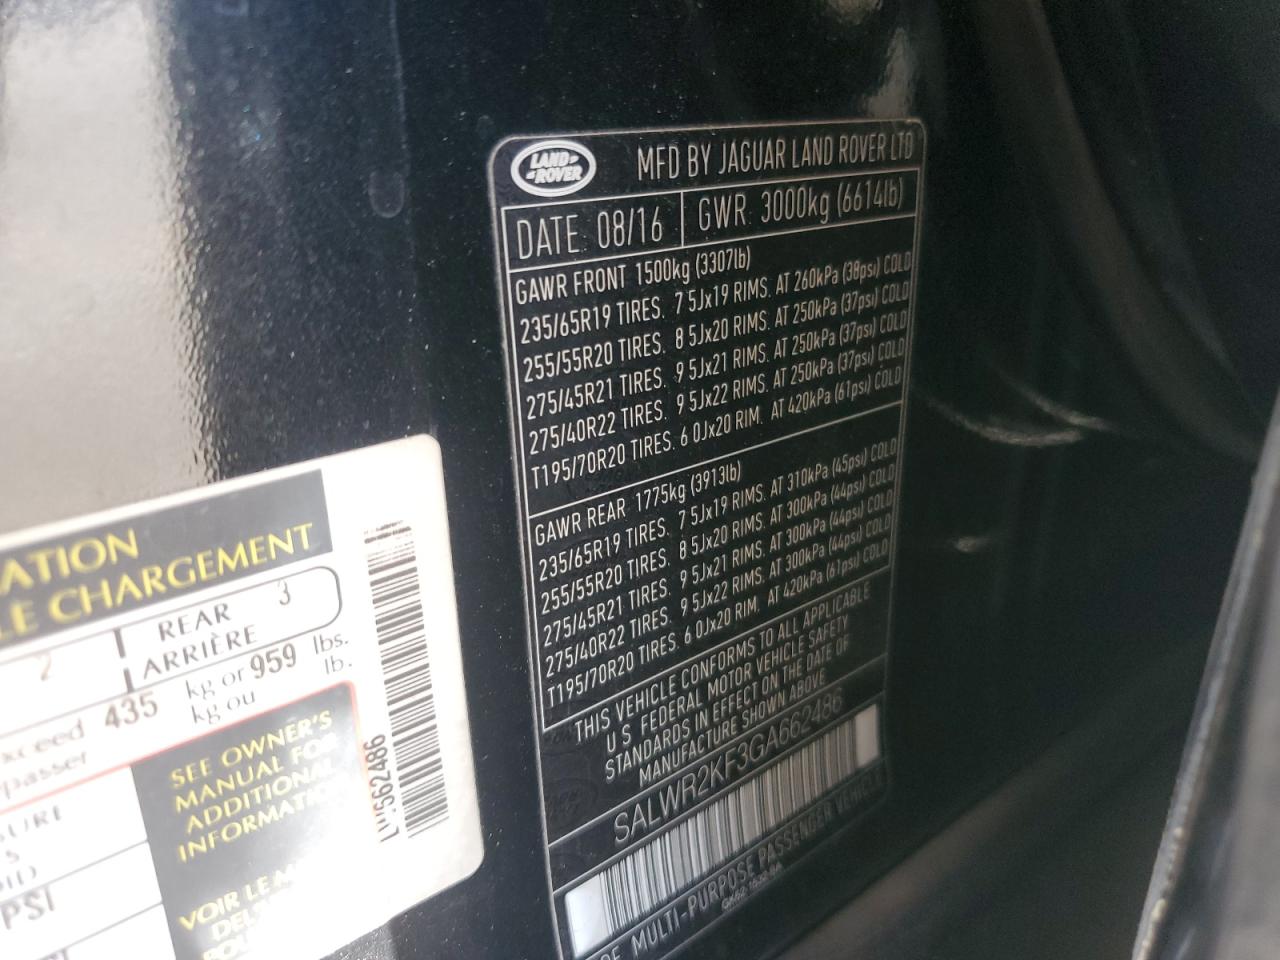 LAND
ROVER
MFD BY JAGUAR LAND ROVER LTD
DATE 08/16 GWR 3000kg (6614lb)
GAWR FRONT 1500kg (3307lb)
235/65R19 TIRES. 7 5Jx19 RIMS. AT 260kPa (38psi) COLD
255/55R20 TIRES. 8 5Jx20 RIMS. AT 250kPa (37psi) COLD
275/45R21 TIRES. 9 5Jx21 RIMS. AT 250kPa (37psi) COLD
275/40R22 TIRES. 9 5Jx22 RIMS. AT 250kPa (37psi) COLD
T195/70R20 TIRES. 6 0Jx20 RIM. AT 420kPa (61psi) COLD
GAWR REAR 1775kg (3913lb)
235/65R19 TIRES. 7 5Jx19 RIMS. AT 310kPa (45psi) COLD
255/55R20 TIRES. 8 5Jx20 RIMS. AT 300kPa (44psi) COLD
275/45R21 TIRES. 9 5Jx21 RIMS. AT 300kPa (44psi) COLD
275/40R22 TIRES. 9 5Jx22 RIMS. AT 300kPa (44psi) COLD
T195/70R20 TIRES. 6 0Jx20 RIM. AT 420kPa (61psi) COLD
THIS VEHICLE CONFORMS TO ALL APPLICABLE
U S FEDERAL MOTOR VEHICLE SAFETY
STANDARDS IN EFFECT ON THE DATE OF
MANUFACTURE SHOWN ABOVE
SALWR2KF3GA662486
MULTI-PURPOSE PASSENGER VEHICLE
ATION
LE CHARGEMENT
2 REAR 3
ARRIÈRE
xceed 435 kg or 959 lbs.
passer kg ou lb.
SEE OWNER'S
MANUAL FOR
ADDITIONAL
INFORMATION
VOIR LE
PSI
662486